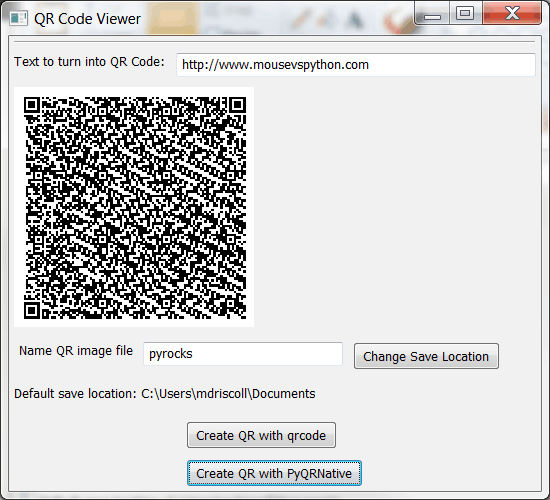 QR Code Viewer
Text to turn into QR Code: http://www.mousevspython.com
Name QR image file pyrocks Change Save Location
Default save location: C:\Users\mdriscoll\Documents
Create QR with qrcode
Create QR with PyQRNative